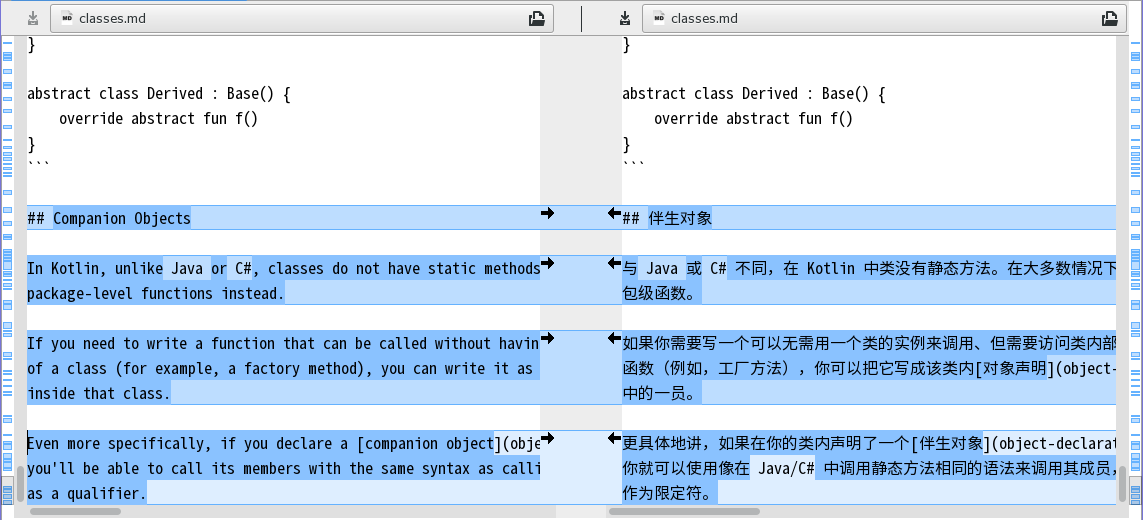 classes.md
classes.md
}
abstract class Derived : Base() {
    override abstract fun f()
}
```
## Companion Objects
In Kotlin, unlike Java or C#, classes do not have static methods
package-level functions instead.
If you need to write a function that can be called without havin
of a class (for example, a factory method), you can write it as
inside that class.
Even more specifically, if you declare a [companion object](obje
you'll be able to call its members with the same syntax as calli
as a qualifier.
}
abstract class Derived : Base() {
    override abstract fun f()
}
```
## 伴生对象
与 Java 或 C# 不同，在 Kotlin 中类没有静态方法。在大多数情况下
包级函数。
如果你需要写一个可以无需用一个类的实例来调用、但需要访问类内部
函数（例如，工厂方法），你可以把它写成该类内[对象声明](object-
中的一员。
更具体地讲，如果在你的类内声明了一个[伴生对象](object-declarat
你就可以使用像在 Java/C# 中调用静态方法相同的语法来调用其成员，
作为限定符。